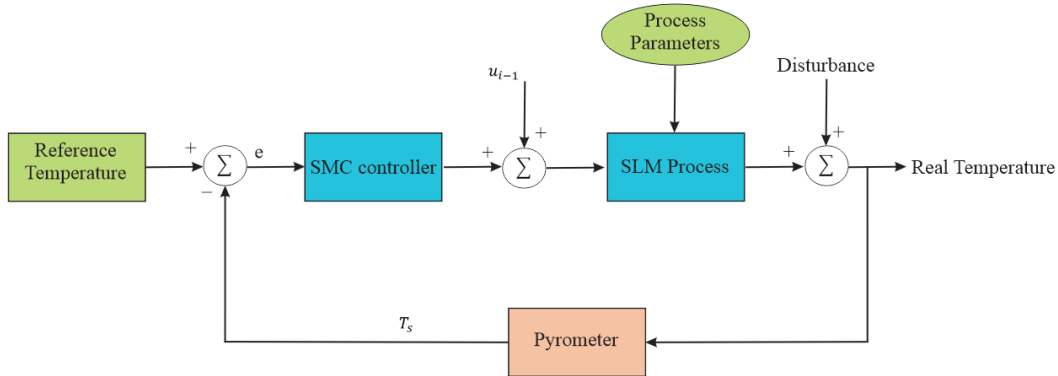 Process
Parameters
Disturbance
u_{i-1}
+
+
Reference
Temperature
+
Σ
e
SMC controller
+
Σ
SLM Process
+
Σ
Real Temperature
−
T_s
Pyrometer